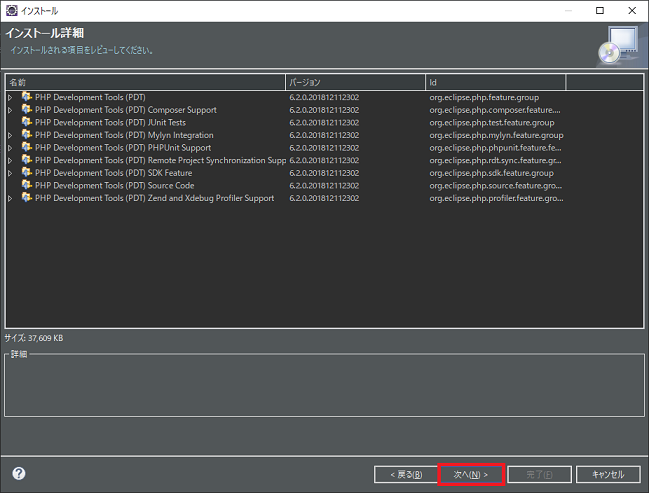 インストール
インストール詳細
インストールされる項目をレビューしてください。
名前 バージョン Id
PHP Development Tools (PDT) 6.2.0.201812112302 org.eclipse.php.feature.group
PHP Development Tools (PDT) Composer Support 6.2.0.201812112302 org.eclipse.php.composer.feature....
PHP Development Tools (PDT) JUnit Tests 6.2.0.201812112302 org.eclipse.php.test.feature.group
PHP Development Tools (PDT) Mylyn Integration 6.2.0.201812112302 org.eclipse.php.mylyn.feature.group
PHP Development Tools (PDT) PHPUnit Support 6.2.0.201812112302 org.eclipse.php.phpunit.feature.fe...
PHP Development Tools (PDT) Remote Project Synchronization Supp 6.2.0.201812112302 org.eclipse.php.rdt.sync.feature.gr...
PHP Development Tools (PDT) SDK Feature 6.2.0.201812112302 org.eclipse.php.sdk.feature.group
PHP Development Tools (PDT) Source Code 6.2.0.201812112302 org.eclipse.php.source.feature.gro...
PHP Development Tools (PDT) Zend and Xdebug Profiler Support 6.2.0.201812112302 org.eclipse.php.profiler.feature.gro...
サイズ: 37,609 KB
詳細
? < 戻る(B) 次へ(N) > 完了(F) キャンセル